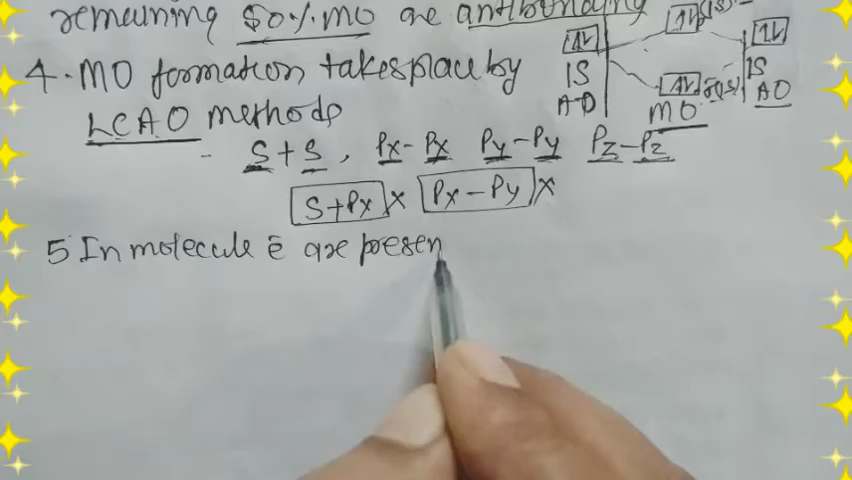 remaining 50% MO are antibonding
4. MO formation takes place by
LCAO methods
S+S, Px-Px Py-Py Pz-Pz
S+Px x Px-Py x
5 In molecule ē are presen
1S
AO
MO
1S
AO